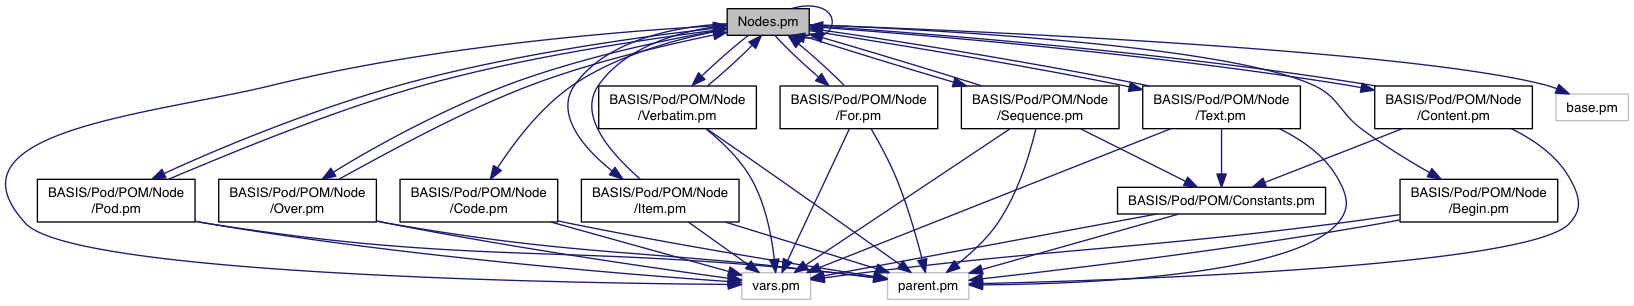 Nodes.pm
BASIS/Pod/POM/Node
/Verbatim.pm
BASIS/Pod/POM/Node
/For.pm
BASIS/Pod/POM/Node
/Sequence.pm
BASIS/Pod/POM/Node
/Text.pm
BASIS/Pod/POM/Node
/Content.pm
base.pm
BASIS/Pod/POM/Node
/Pod.pm
BASIS/Pod/POM/Node
/Over.pm
BASIS/Pod/POM/Node
/Code.pm
BASIS/Pod/POM/Node
/Item.pm
BASIS/Pod/POM/Constants.pm
BASIS/Pod/POM/Node
/Begin.pm
vars.pm
parent.pm